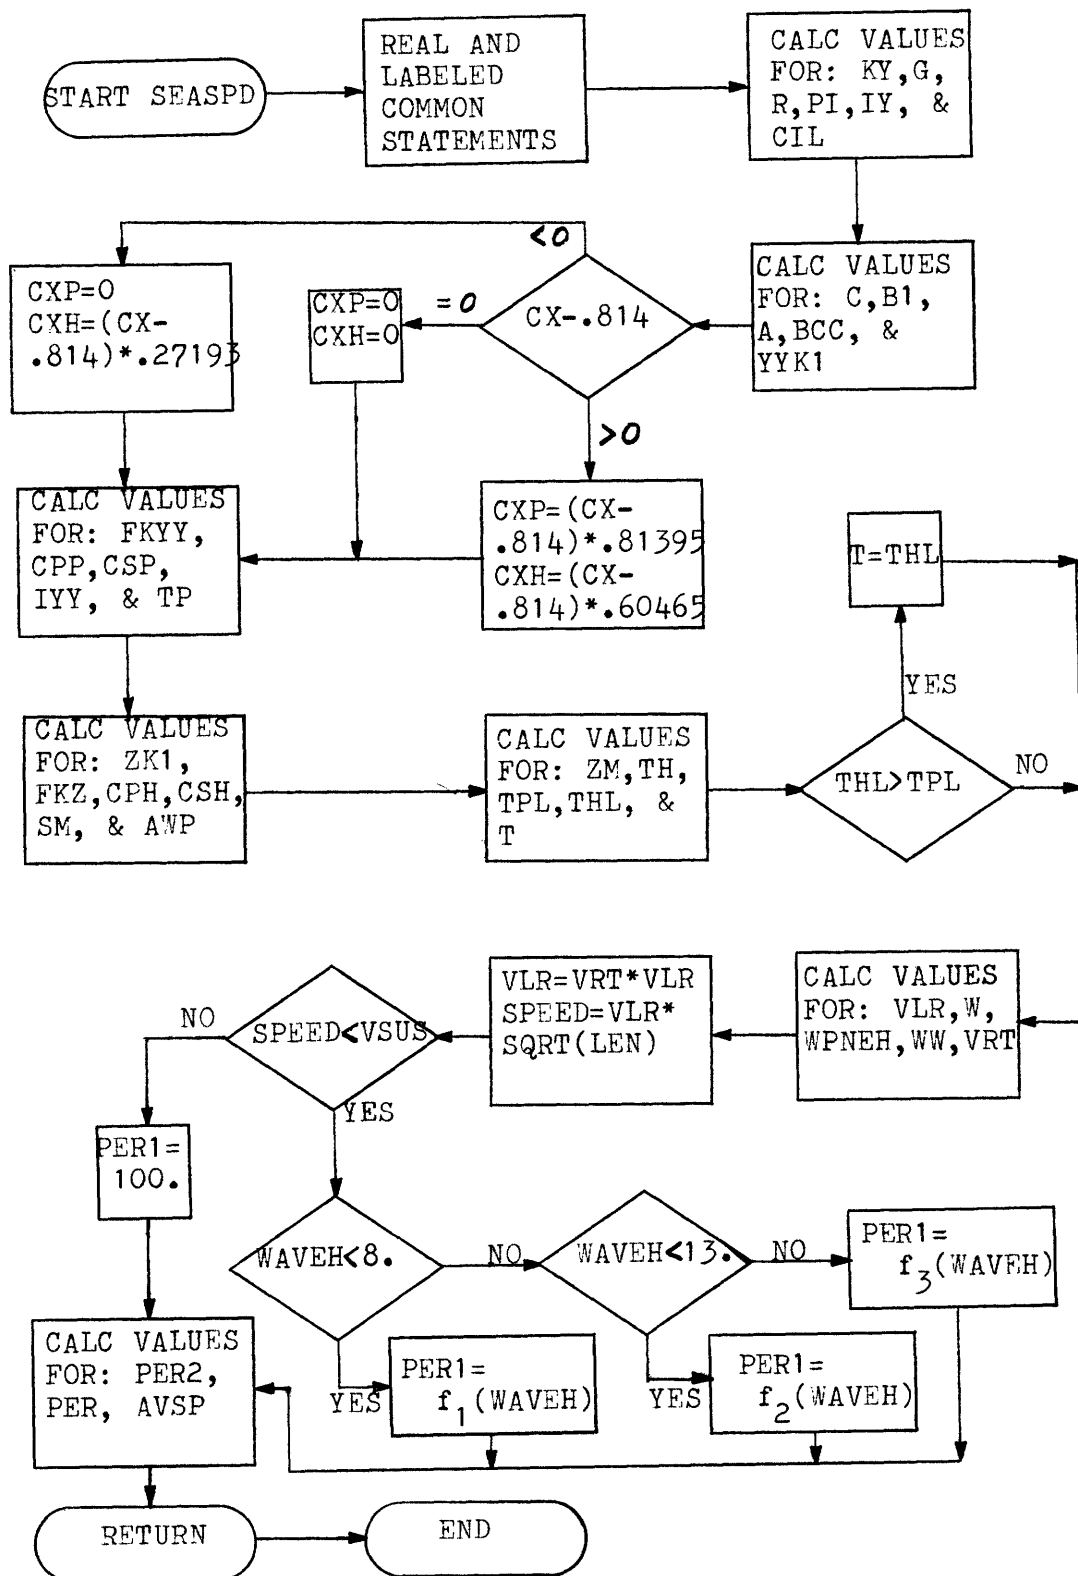 START SEASPD
REAL AND
LABELED
COMMON
STATEMENTS
CALC VALUES
FOR: KY,G,
R,PI,IY, &
CIL
CALC VALUES
FOR: C,B1,
A,BCC, &
YYK1
CX-.814
<0
=0
>0
CXP=0
CXH=0
CXP=0
CXH=(CX-
.814)*.27193
CXP=(CX-
.814)*.81395
CXH=(CX-
.814)*.60465
CALC VALUES
FOR: FKYY,
CPP,CSP,
IYY, & TP
CALC VALUES
FOR: ZK1,
FKZ,CPH,CSH,
SM, & AWP
CALC VALUES
FOR: ZM,TH,
TPL,THL, &
T
THL>TPL
YES
NO
T=THL
CALC VALUES
FOR: VLR,W,
WPNEH,WW,VRT
VLR=VRT*VLR
SPEED=VLR*
SQRT(LEN)
SPEED<VSUS
NO
YES
PER1=
100.
WAVEH<8.
NO
YES
WAVEH<13.
NO
YES
PER1=
f3(WAVEH)
PER1=
f1(WAVEH)
PER1=
f2(WAVEH)
CALC VALUES
FOR: PER2,
PER, AVSP
RETURN
END